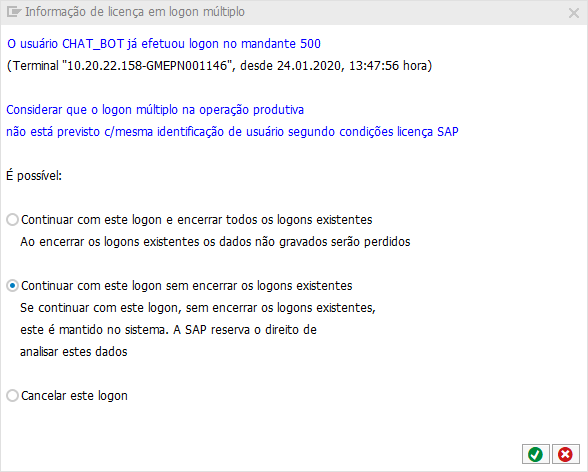 Informação de licença em logon múltiplo
O usuário CHAT_BOT já efetuou logon no mandante 500
(Terminal "10.20.22.158-GMEPN001146", desde 24.01.2020, 13:47:56 hora)
Considerar que o logon múltiplo na operação produtiva
não está previsto c/mesma identificação de usuário segundo condições licença SAP
É possível:
Continuar com este logon e encerrar todos os logons existentes
Ao encerrar os logons existentes os dados não gravados serão perdidos
Continuar com este logon sem encerrar os logons existentes
Se continuar com este logon, sem encerrar os logons existentes,
este é mantido no sistema. A SAP reserva o direito de
analisar estes dados
Cancelar este logon